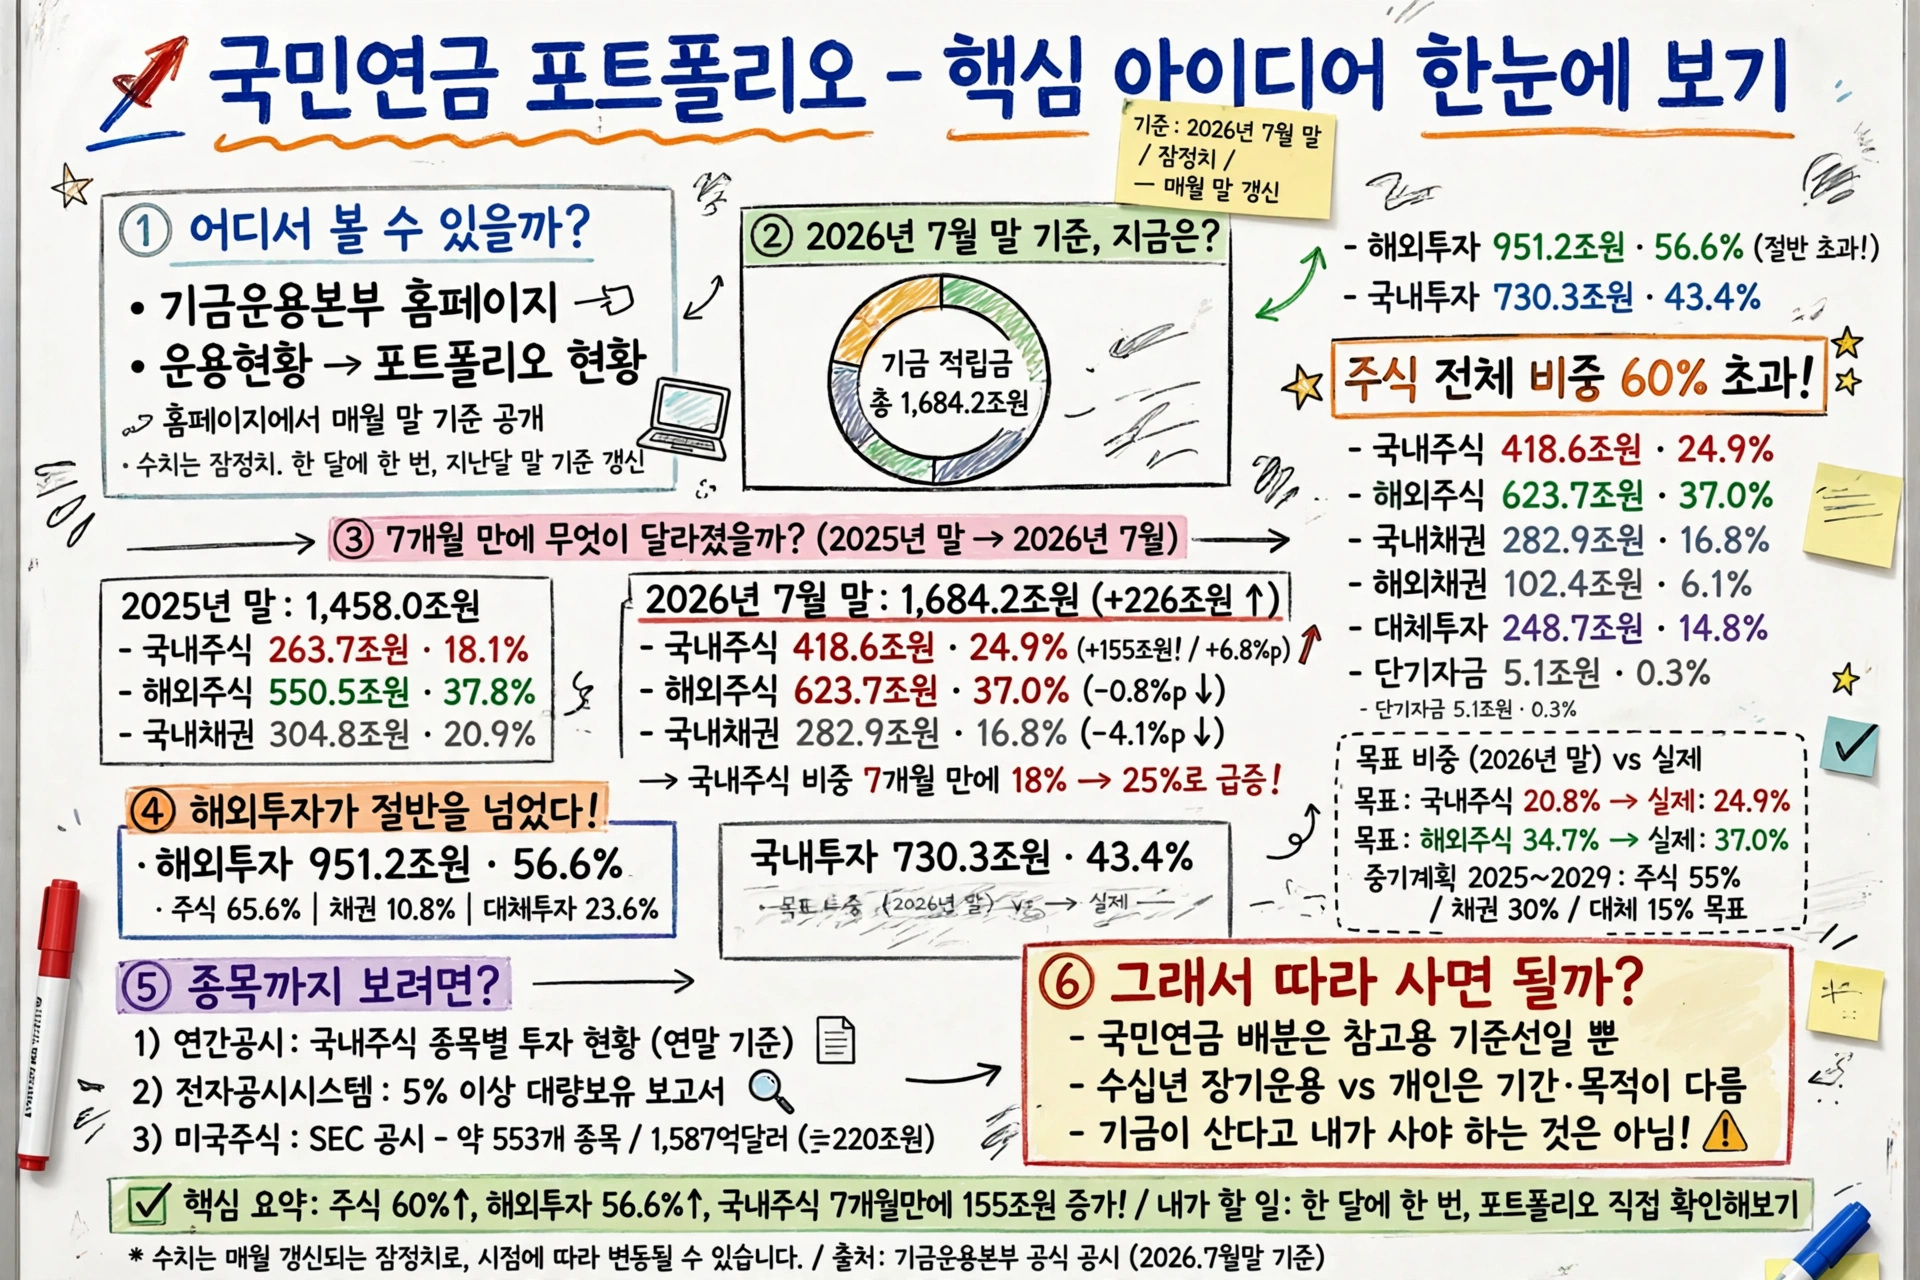 국민연금 포트폴리오 - 핵심 아이디어 한눈에 보기
기준: 2026년 7월 말
/ 잠정치 /
— 매월 말 갱신
① 어디서 볼 수 있을까?
• 기금운용본부 홈페이지
• 운용현황 → 포트폴리오 현황
홈페이지에서 매월 말 기준 공개
· 수치는 잠정치. 한 달에 한 번, 지난달 말 기준 갱신
② 2026년 7월 말 기준, 지금은?
기금 적립금
총 1,684.2조원
- 해외투자 951.2조원 · 56.6% (절반 초과!)
- 국내투자 730.3조원 · 43.4%
주식 전체 비중 60% 초과!
- 국내주식 418.6조원 · 24.9%
- 해외주식 623.7조원 · 37.0%
- 국내채권 282.9조원 · 16.8%
- 해외채권 102.4조원 · 6.1%
- 대체투자 248.7조원 · 14.8%
- 단기자금 5.1조원 · 0.3%
- 단기자금 5.1조원 · 0.3%
목표 비중 (2026년 말) vs 실제
목표: 국내주식 20.8% → 실제: 24.9%
목표: 해외주식 34.7% → 실제: 37.0%
중기계획 2025~2029: 주식 55%
/ 채권 30% / 대체 15% 목표
③ 7개월 만에 무엇이 달라졌을까? (2025년 말 → 2026년 7월)
2025년 말: 1,458.0조원
- 국내주식 263.7조원 · 18.1%
- 해외주식 550.5조원 · 37.8%
- 국내채권 304.8조원 · 20.9%
2026년 7월 말: 1,684.2조원 (+226조원 ↑)
- 국내주식 418.6조원 · 24.9% (+155조원! / +6.8%p)
- 해외주식 623.7조원 · 37.0% (-0.8%p ↓)
- 국내채권 282.9조원 · 16.8% (-4.1%p ↓)
→ 국내주식 비중 7개월 만에 18% → 25%로 급증!
④ 해외투자가 절반을 넘었다!
· 해외투자 951.2조원 · 56.6%
· 주식 65.6% | 채권 10.8% | 대체투자 23.6%
국내투자 730.3조원 · 43.4%
(2026년 말) → 실제
⑤ 종목까지 보려면?
1) 연간공시: 국내주식 종목별 투자 현황 (연말 기준)
2) 전자공시시스템: 5% 이상 대량보유 보고서
3) 미국주식: SEC 공시 - 약 553개 종목 / 1,587억달러 (≒220조원)
⑥ 그래서 따라 사면 될까?
- 국민연금 배분은 참고용 기준선일 뿐
- 수십년 장기운용 vs 개인은 기간·목적이 다름
- 기금이 산다고 내가 사야 하는 것은 아님!
핵심 요약: 주식 60%↑, 해외투자 56.6%↑, 국내주식 7개월만에 155조원 증가! / 내가 할 일: 한 달에 한 번, 포트폴리오 직접 확인해보기
* 수치는 매월 갱신되는 잠정치로, 시점에 따라 변동될 수 있습니다. / 출처: 기금운용본부 공식 공시 (2026.7월말 기준)